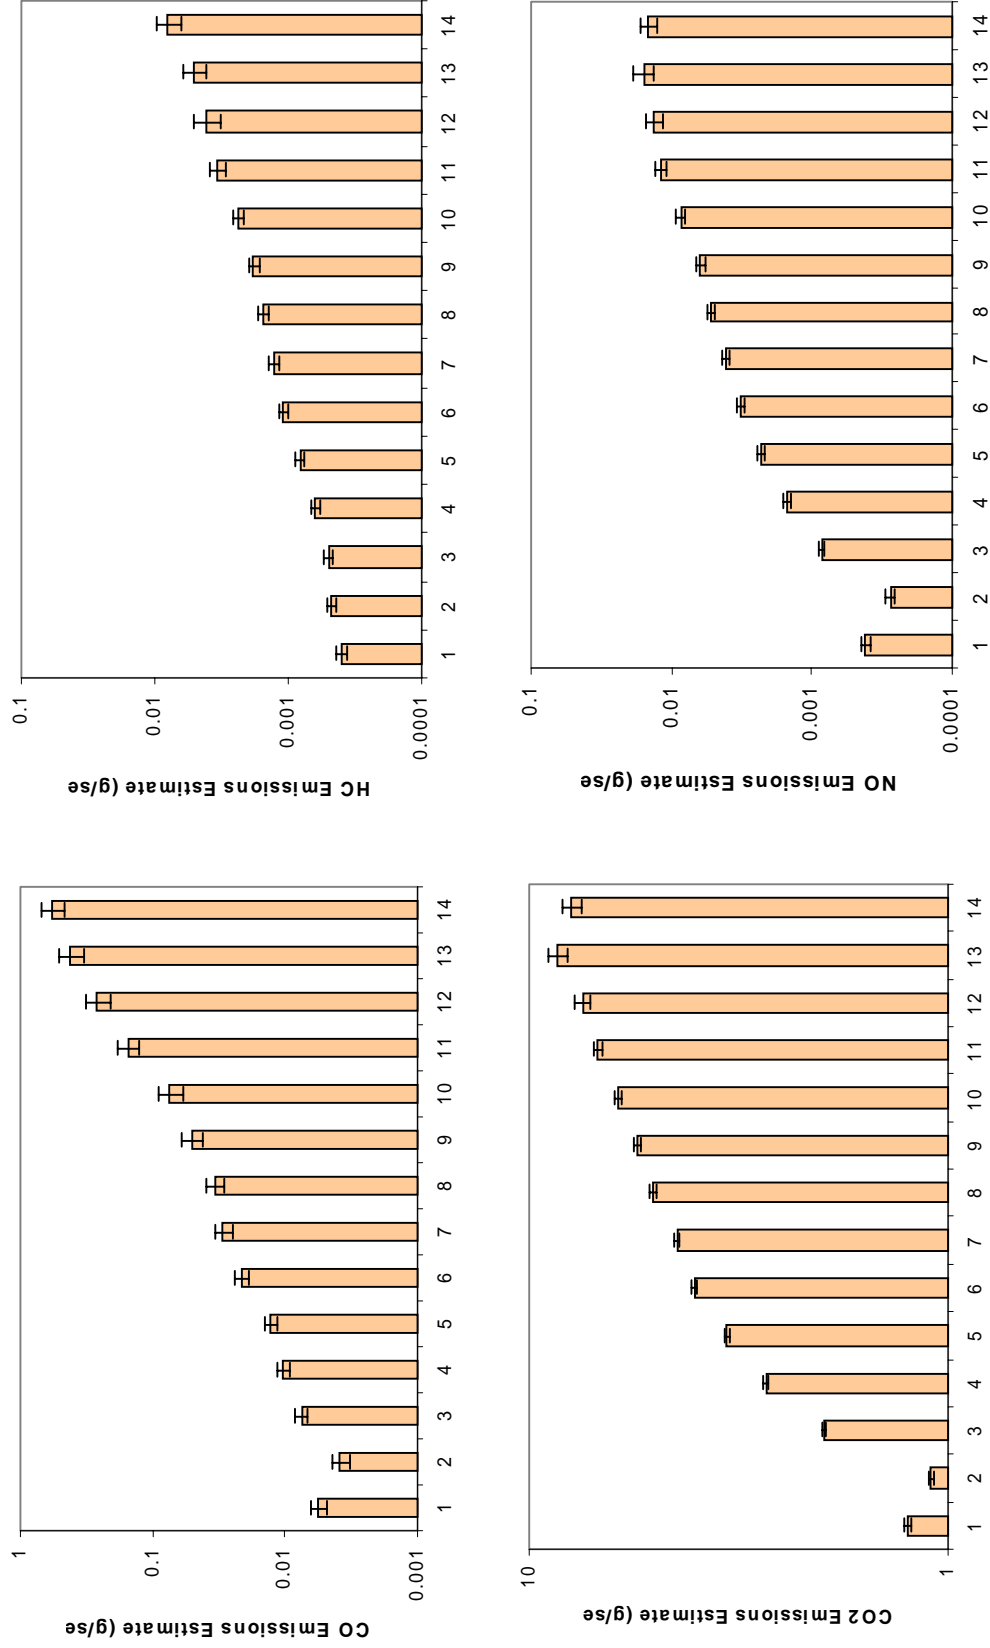 CO Emissions Estimate (g/se
1
0.1
0.01
0.001
1 2 3 4 5 6 7 8 9 10 11 12 13 14
HC Emissions Estimate (g/se
0.1
0.01
0.001
0.0001
1 2 3 4 5 6 7 8 9 10 11 12 13 14
CO2 Emissions Estimate (g/se
10
1
1 2 3 4 5 6 7 8 9 10 11 12 13 14
NO Emissions Estimate (g/se
0.1
0.01
0.001
0.0001
1 2 3 4 5 6 7 8 9 10 11 12 13 14